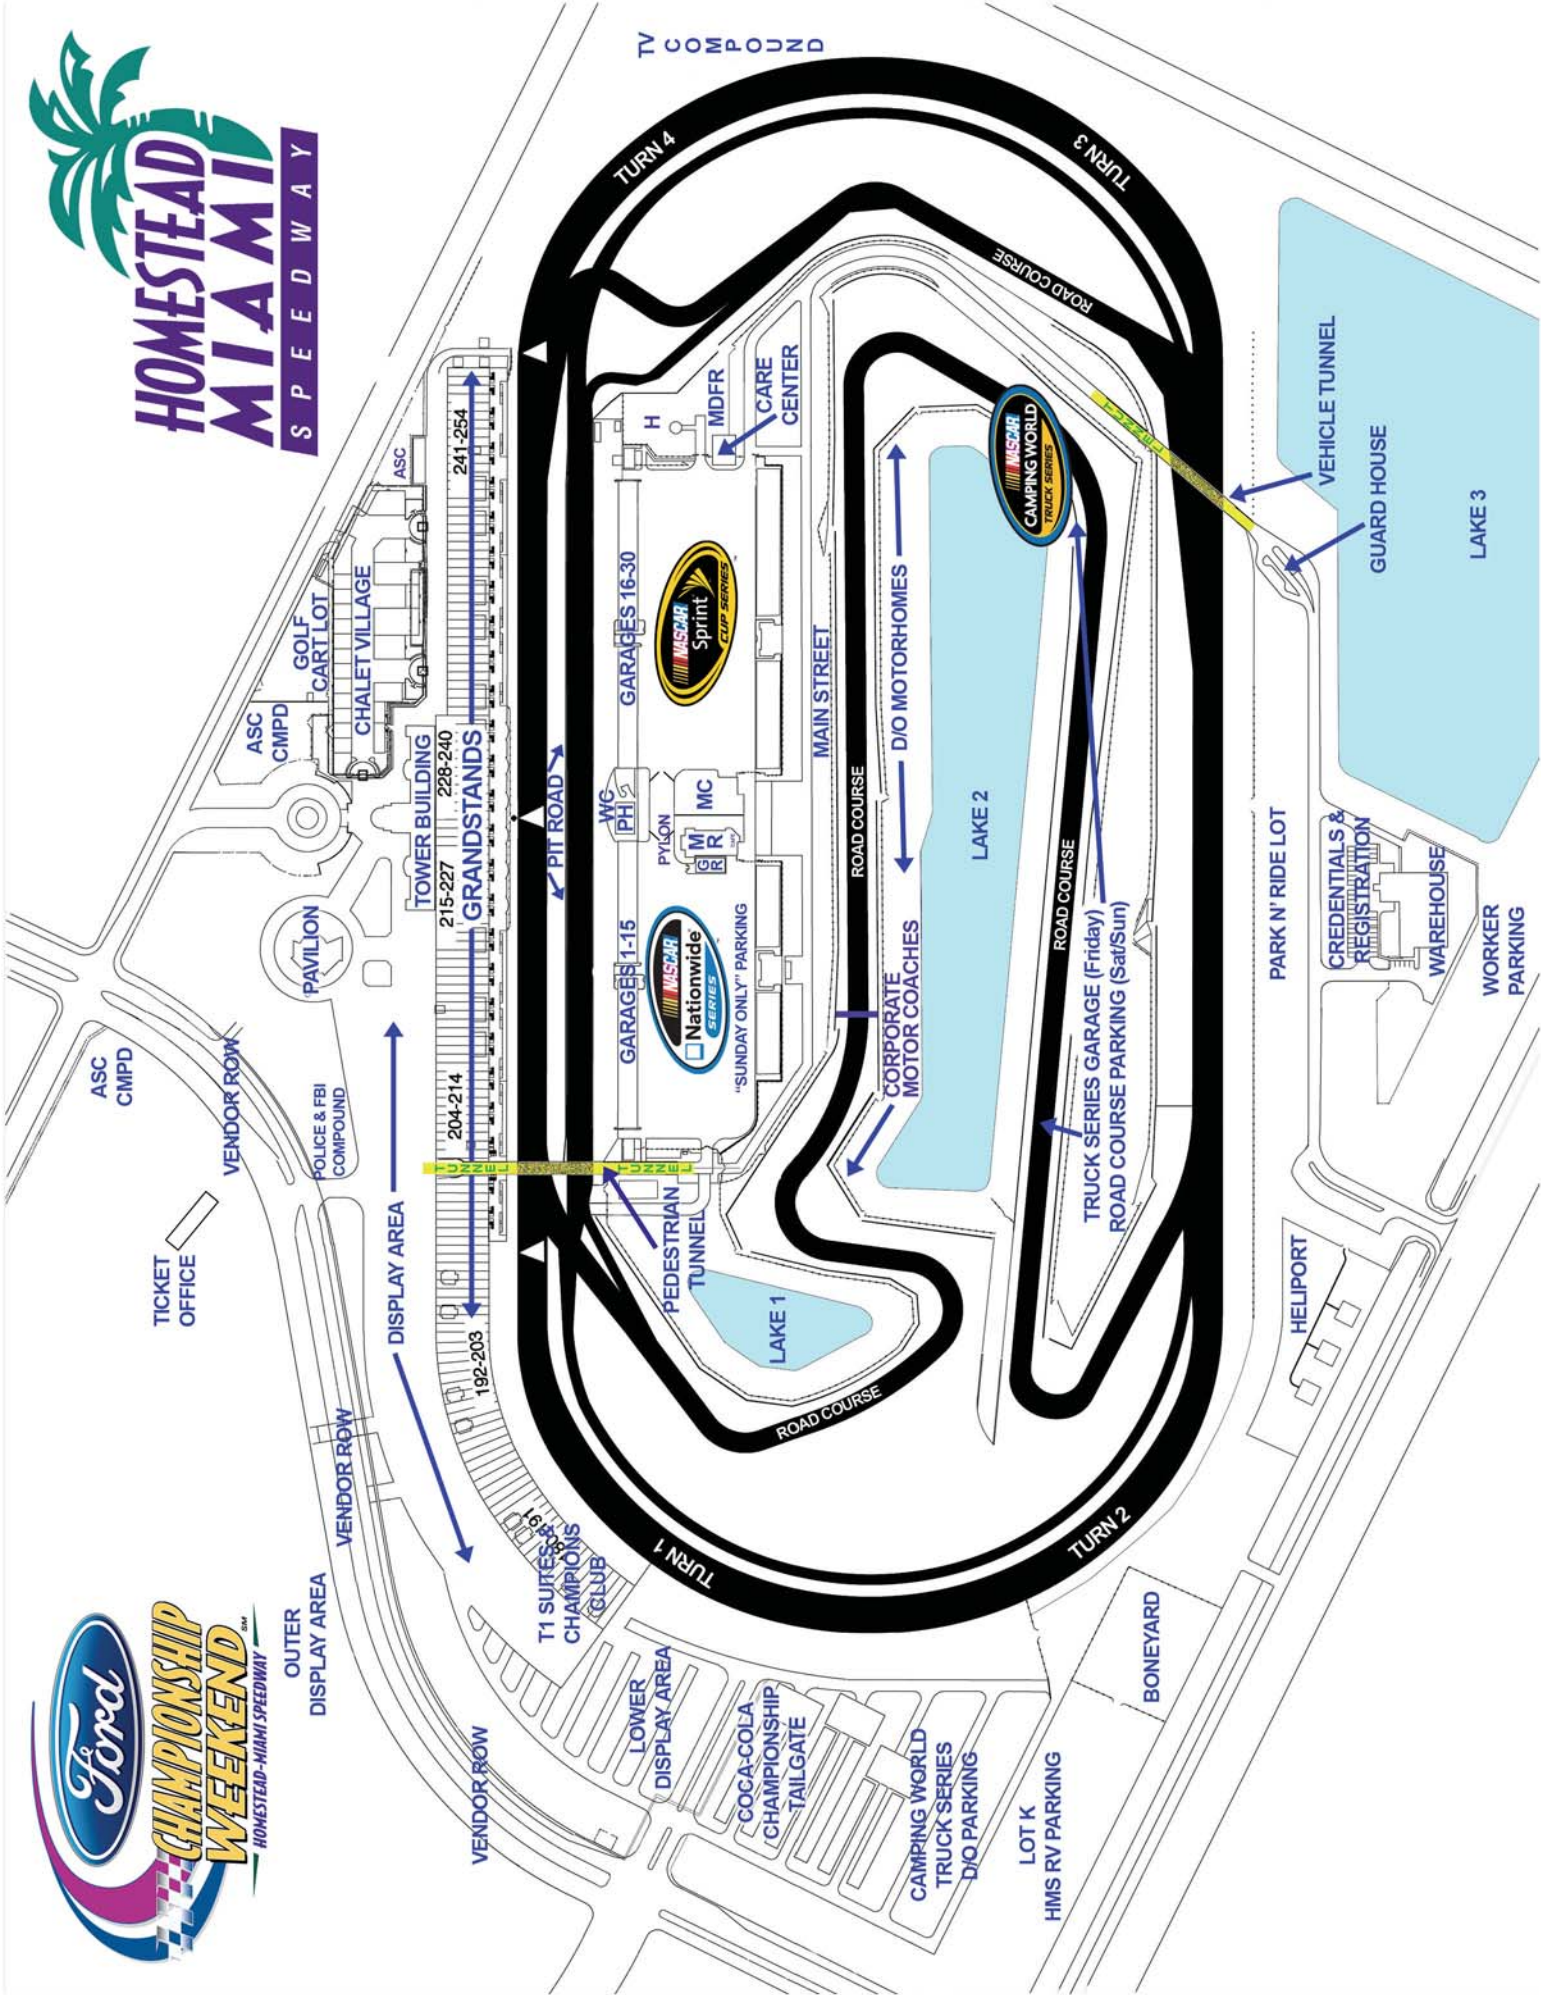 Ford
CHAMPIONSHIP
WEEKEND
SM
HOMESTEAD-MIAMI SPEEDWAY
HOMESTEAD
MIAMI
SPEEDWAY
TICKET
OFFICE
ASC
CMPD
OUTER
DISPLAY AREA
VENDOR ROW
VENDOR ROW
VENDOR ROW
POLICE & FBI
COMPOUND
PAVILION
ASC
CMPD
GOLF
CART LOT
CHALET VILLAGE
ASC
DISPLAY AREA
TOWER BUILDING
192-203
204-214
215-227
228-240
241-254
GRANDSTANDS
T1 SUITES &
CHAMPIONS
CLUB
TUNNEL
TUNNEL
PIT ROAD
TURN 1
TURN 2
TURN 3
TURN 4
TV
COMPOUND
PEDESTRIAN
TUNNEL
GARAGES 1-15
GARAGES 16-30
WC
PH
PYLON
GR
MR
MC
H
MDFR
CARE
CENTER
NASCAR
Nationwide
SERIES
"SUNDAY ONLY" PARKING
NASCAR
Sprint
CUP SERIES
MAIN STREET
LAKE 1
ROAD COURSE
ROAD COURSE
ROAD COURSE
ROAD COURSE
CORPORATE
MOTOR COACHES
D/O MOTORHOMES
LAKE 2
NASCAR
CAMPING WORLD
TRUCK SERIES
TRUCK SERIES GARAGE (Friday)
ROAD COURSE PARKING (Sat/Sun)
TUNNEL
VEHICLE TUNNEL
GUARD HOUSE
LAKE 3
LOWER
DISPLAY AREA
COCA-COLA
CHAMPIONSHIP
TAILGATE
CAMPING WORLD
TRUCK SERIES
D/O PARKING
LOT K
HMS RV PARKING
BONEYARD
HELIPORT
PARK N' RIDE LOT
CREDENTIALS &
REGISTRATION
WAREHOUSE
WORKER
PARKING